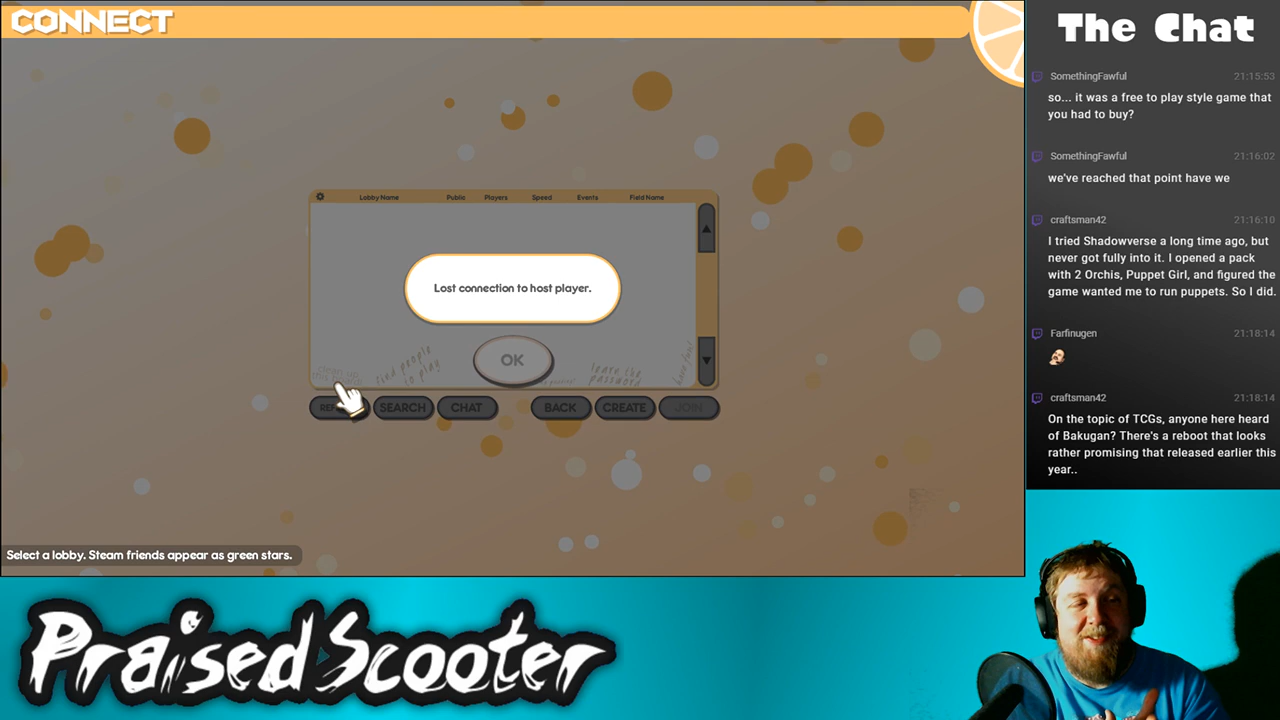 CONNECT
Lobby Name Public Players Speed Events Field Name
Lost connection to host player.
OK
find people
to play
learn the
password
have fun!
SEARCH CHAT BACK CREATE JOIN
Select a lobby. Steam friends appear as green stars.
The Chat
SomethingFawful 21:15:53
so... it was a free to play style game that
you had to buy?
SomethingFawful 21:16:02
we've reached that point have we
craftsman42 21:16:10
I tried Shadowverse a long time ago, but
never got fully into it. I opened a pack
with 2 Orchis, Puppet Girl, and figured the
game wanted me to run puppets. So I did.
Farfinugen 21:18:14
craftsman42 21:18:14
On the topic of TCGs, anyone here heard
of Bakugan? There's a reboot that looks
rather promising that released earlier this
year..
PraisedScooter